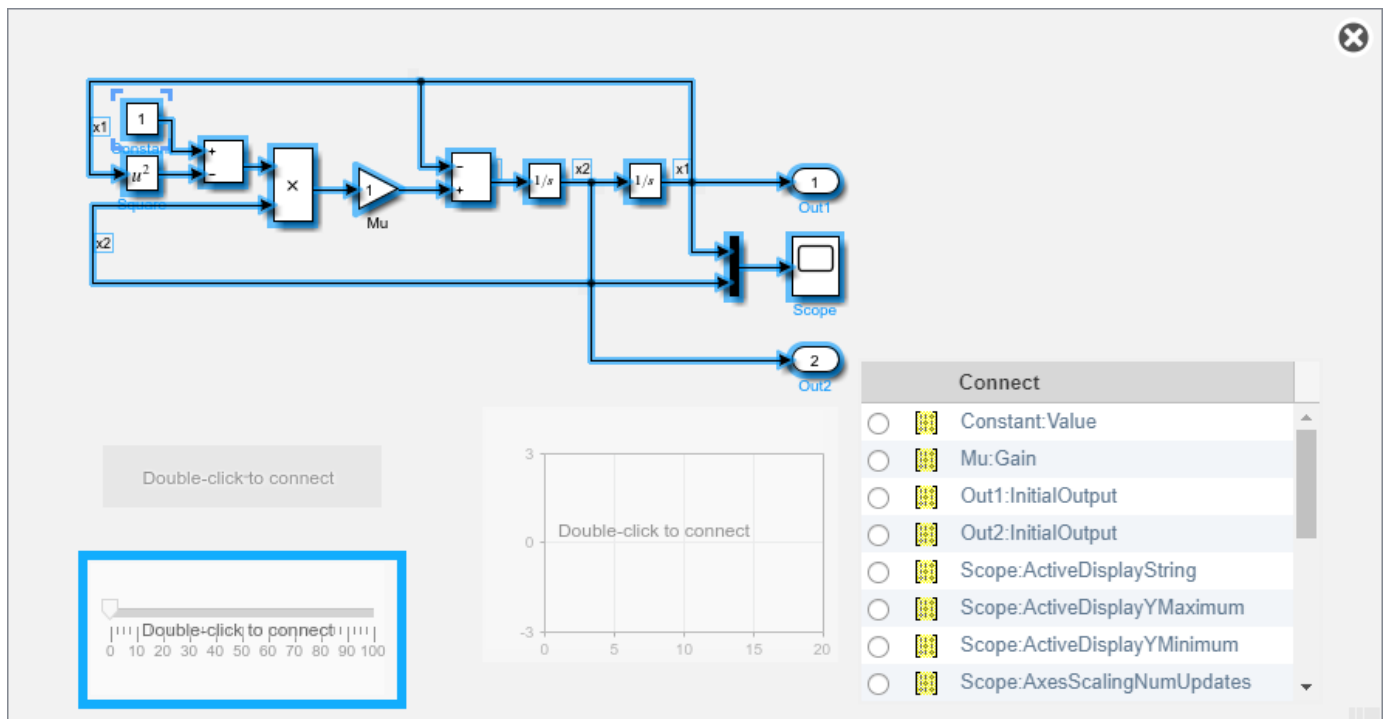 x1
1
Constant
+
−
u²
Square
×
1
Mu
−
+
1/s
x2
1/s
x1
1
Out1
x2
Scope
2
Out2
Connect
Constant:Value
Mu:Gain
Out1:InitialOutput
Out2:InitialOutput
Scope:ActiveDisplayString
Scope:ActiveDisplayYMaximum
Scope:ActiveDisplayYMinimum
Scope:AxesScalingNumUpdates
Double-click to connect
3
Double-click to connect
0
-3
0 5 10 15 20
Double-click to connect
0 10 20 30 40 50 60 70 80 90 100